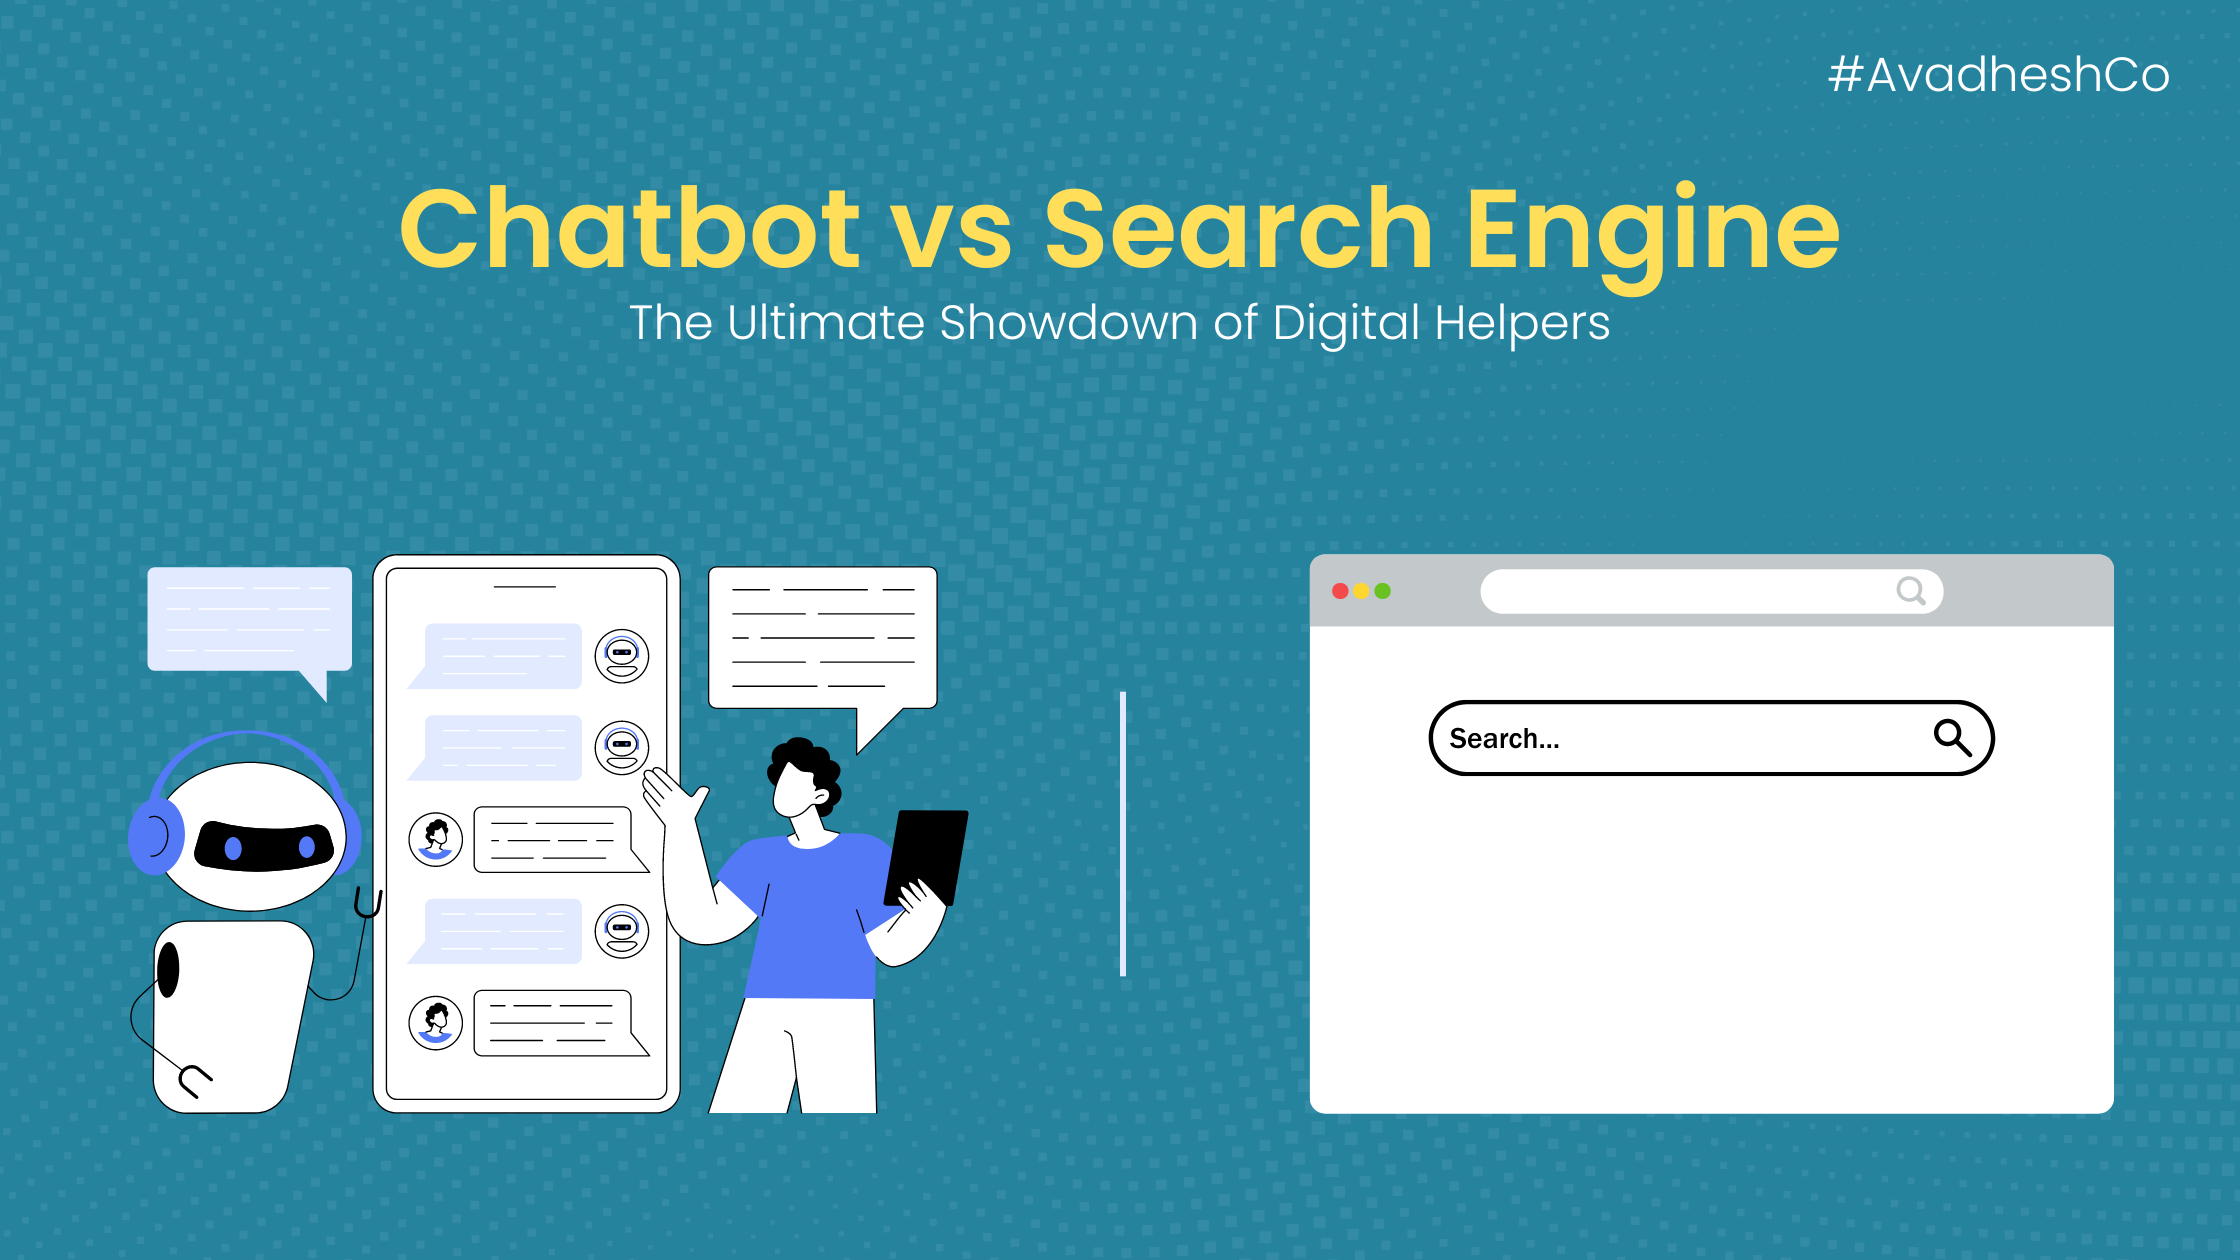 #AvadheshCo
Chatbot vs Search Engine
The Ultimate Showdown of Digital Helpers
Search...